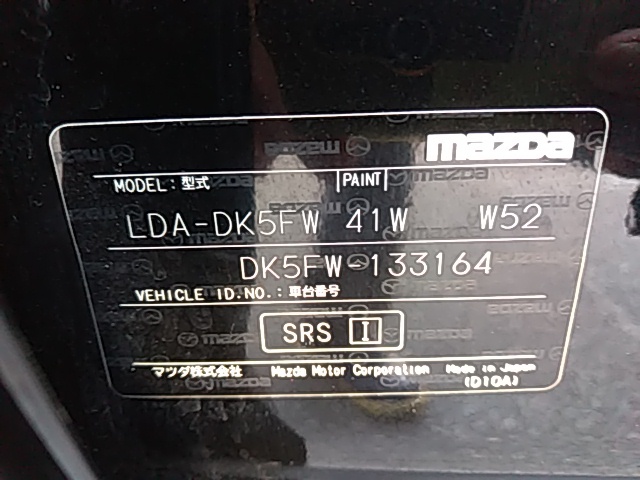 mazda
MODEL : 型式 PAINT
LDA-DK5FW 41W W52
DK5FW-133164
VEHICLE ID.NO.: 車台番号
SRS I
マツダ株式会社 Mazda Motor Corporation Made in Japan
(D10A)